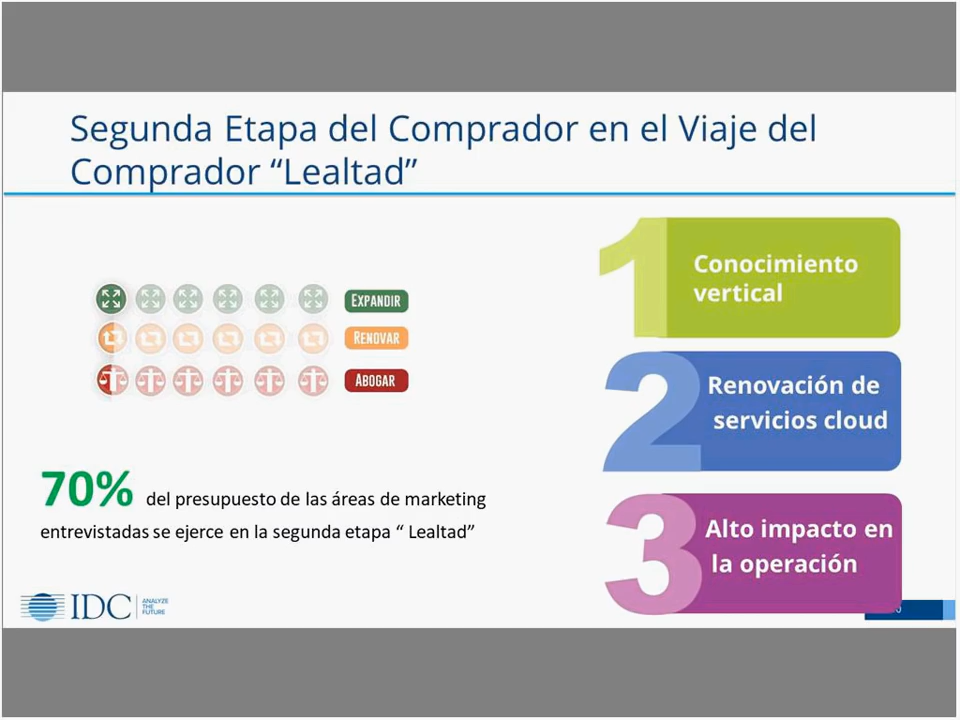 Segunda Etapa del Comprador en el Viaje del
Comprador “Lealtad”
EXPANDIR
RENOVAR
ABOGAR
70% del presupuesto de las áreas de marketing
entrevistadas se ejerce en la segunda etapa “ Lealtad”
1
Conocimiento
vertical
2
Renovación de
servicios cloud
3
Alto impacto en
la operación
IDC
ANALYZE
THE
FUTURE